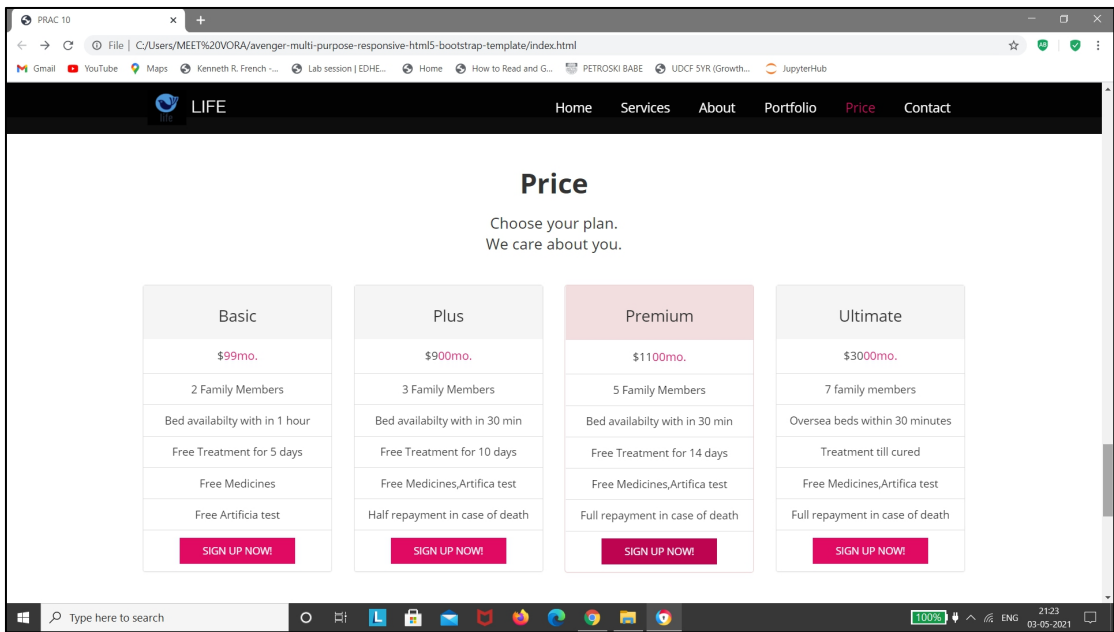 PRAC 10
File | C:/Users/MEET%20VORA/avenger-multi-purpose-responsive-html5-bootstrap-template/index.html
AB
Gmail YouTube Maps Kenneth R. French -... Lab session | EDHE... Home How to Read and G... PETROSKI BABE UDCF 5YR (Growth... JupyterHub
life
LIFE
Home Services About Portfolio Price Contact
Price
Choose your plan.
We care about you.
Basic Plus Premium Ultimate
$99mo. $900mo. $1100mo. $3000mo.
2 Family Members 3 Family Members 5 Family Members 7 family members
Bed availabilty with in 1 hour Bed availabilty with in 30 min Bed availabilty with in 30 min Oversea beds within 30 minutes
Free Treatment for 5 days Free Treatment for 10 days Free Treatment for 14 days Treatment till cured
Free Medicines Free Medicines,Artifica test Free Medicines,Artifica test Free Medicines,Artifica test
Free Artificia test Half repayment in case of death Full repayment in case of death Full repayment in case of death
SIGN UP NOW! SIGN UP NOW! SIGN UP NOW! SIGN UP NOW!
Type here to search
L
100%
ENG
21:23
03-05-2021